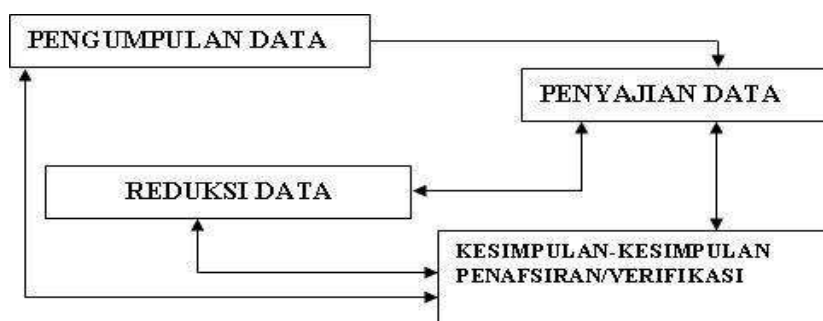 PENGUMPULAN DATA
PENYAJIAN DATA
REDUKSI DATA
KESIMPULAN-KESIMPULAN
PENAFSIRAN/VERIFIKASI